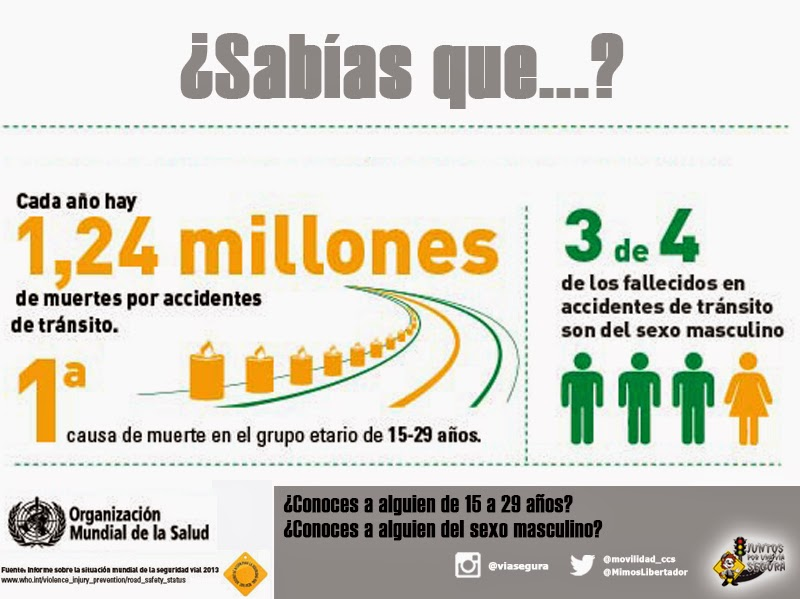 ¿Sabías que...?
Cada año hay
1,24 millones
de muertes por accidentes
de tránsito.
1ª
causa de muerte en el grupo etario de 15-29 años.
3 de 4
de los fallecidos en
accidentes de tránsito
son del sexo masculino
Organización
Mundial de la Salud
Fuente: Informe sobre la situación mundial de la seguridad vial 2013
www.who.int/violence_injury_prevention/road_safety_status
¿Conoces a alguien de 15 a 29 años?
¿Conoces a alguien del sexo masculino?
@viasegura
@movilidad_ccs
@MimosLibertador
JUNTOS
POR UNA VÍA
SEGURA